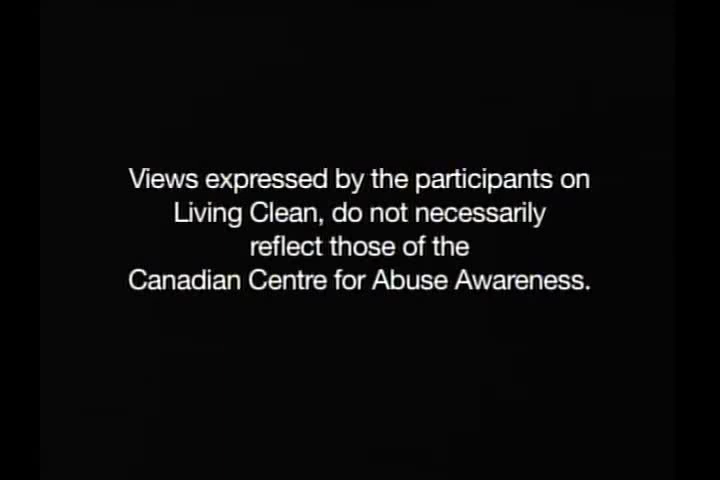 Views expressed by the participants on
Living Clean, do not necessarily
reflect those of the
Canadian Centre for Abuse Awareness.